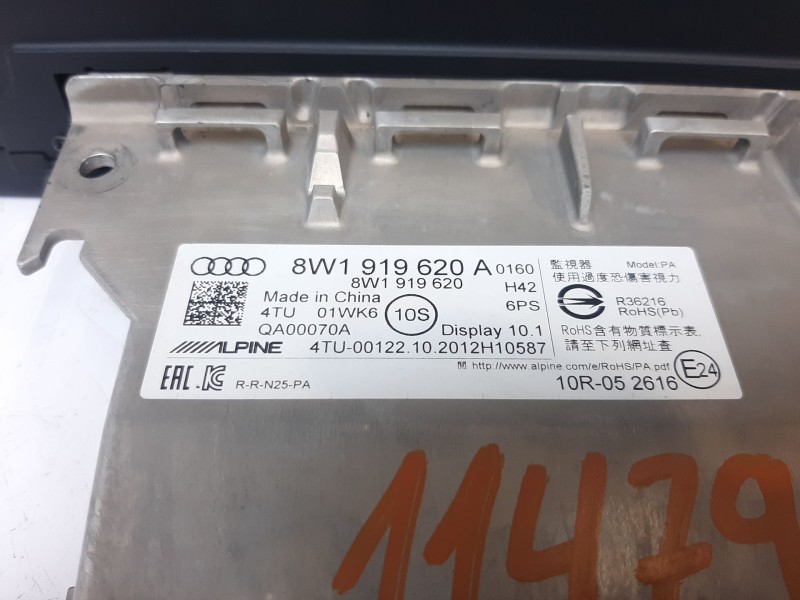 8W1 919 620 A 0160
8W1 919 620 H42
Made in China 6PS
4TU 01WK6 10S
QA00070A Display 10.1
ALPINE 4TU-00122.10.2012H10587
EAC R-R-N25-PA
監視器 Model:PA
使用過度恐傷害視力
R36216
RoHS(Pb)
RoHS含有物質標示表,
請至下列網址查
閱 http://www.alpine.com/e/RoHS/PA.pdf
10R-05 2616 E24
11479